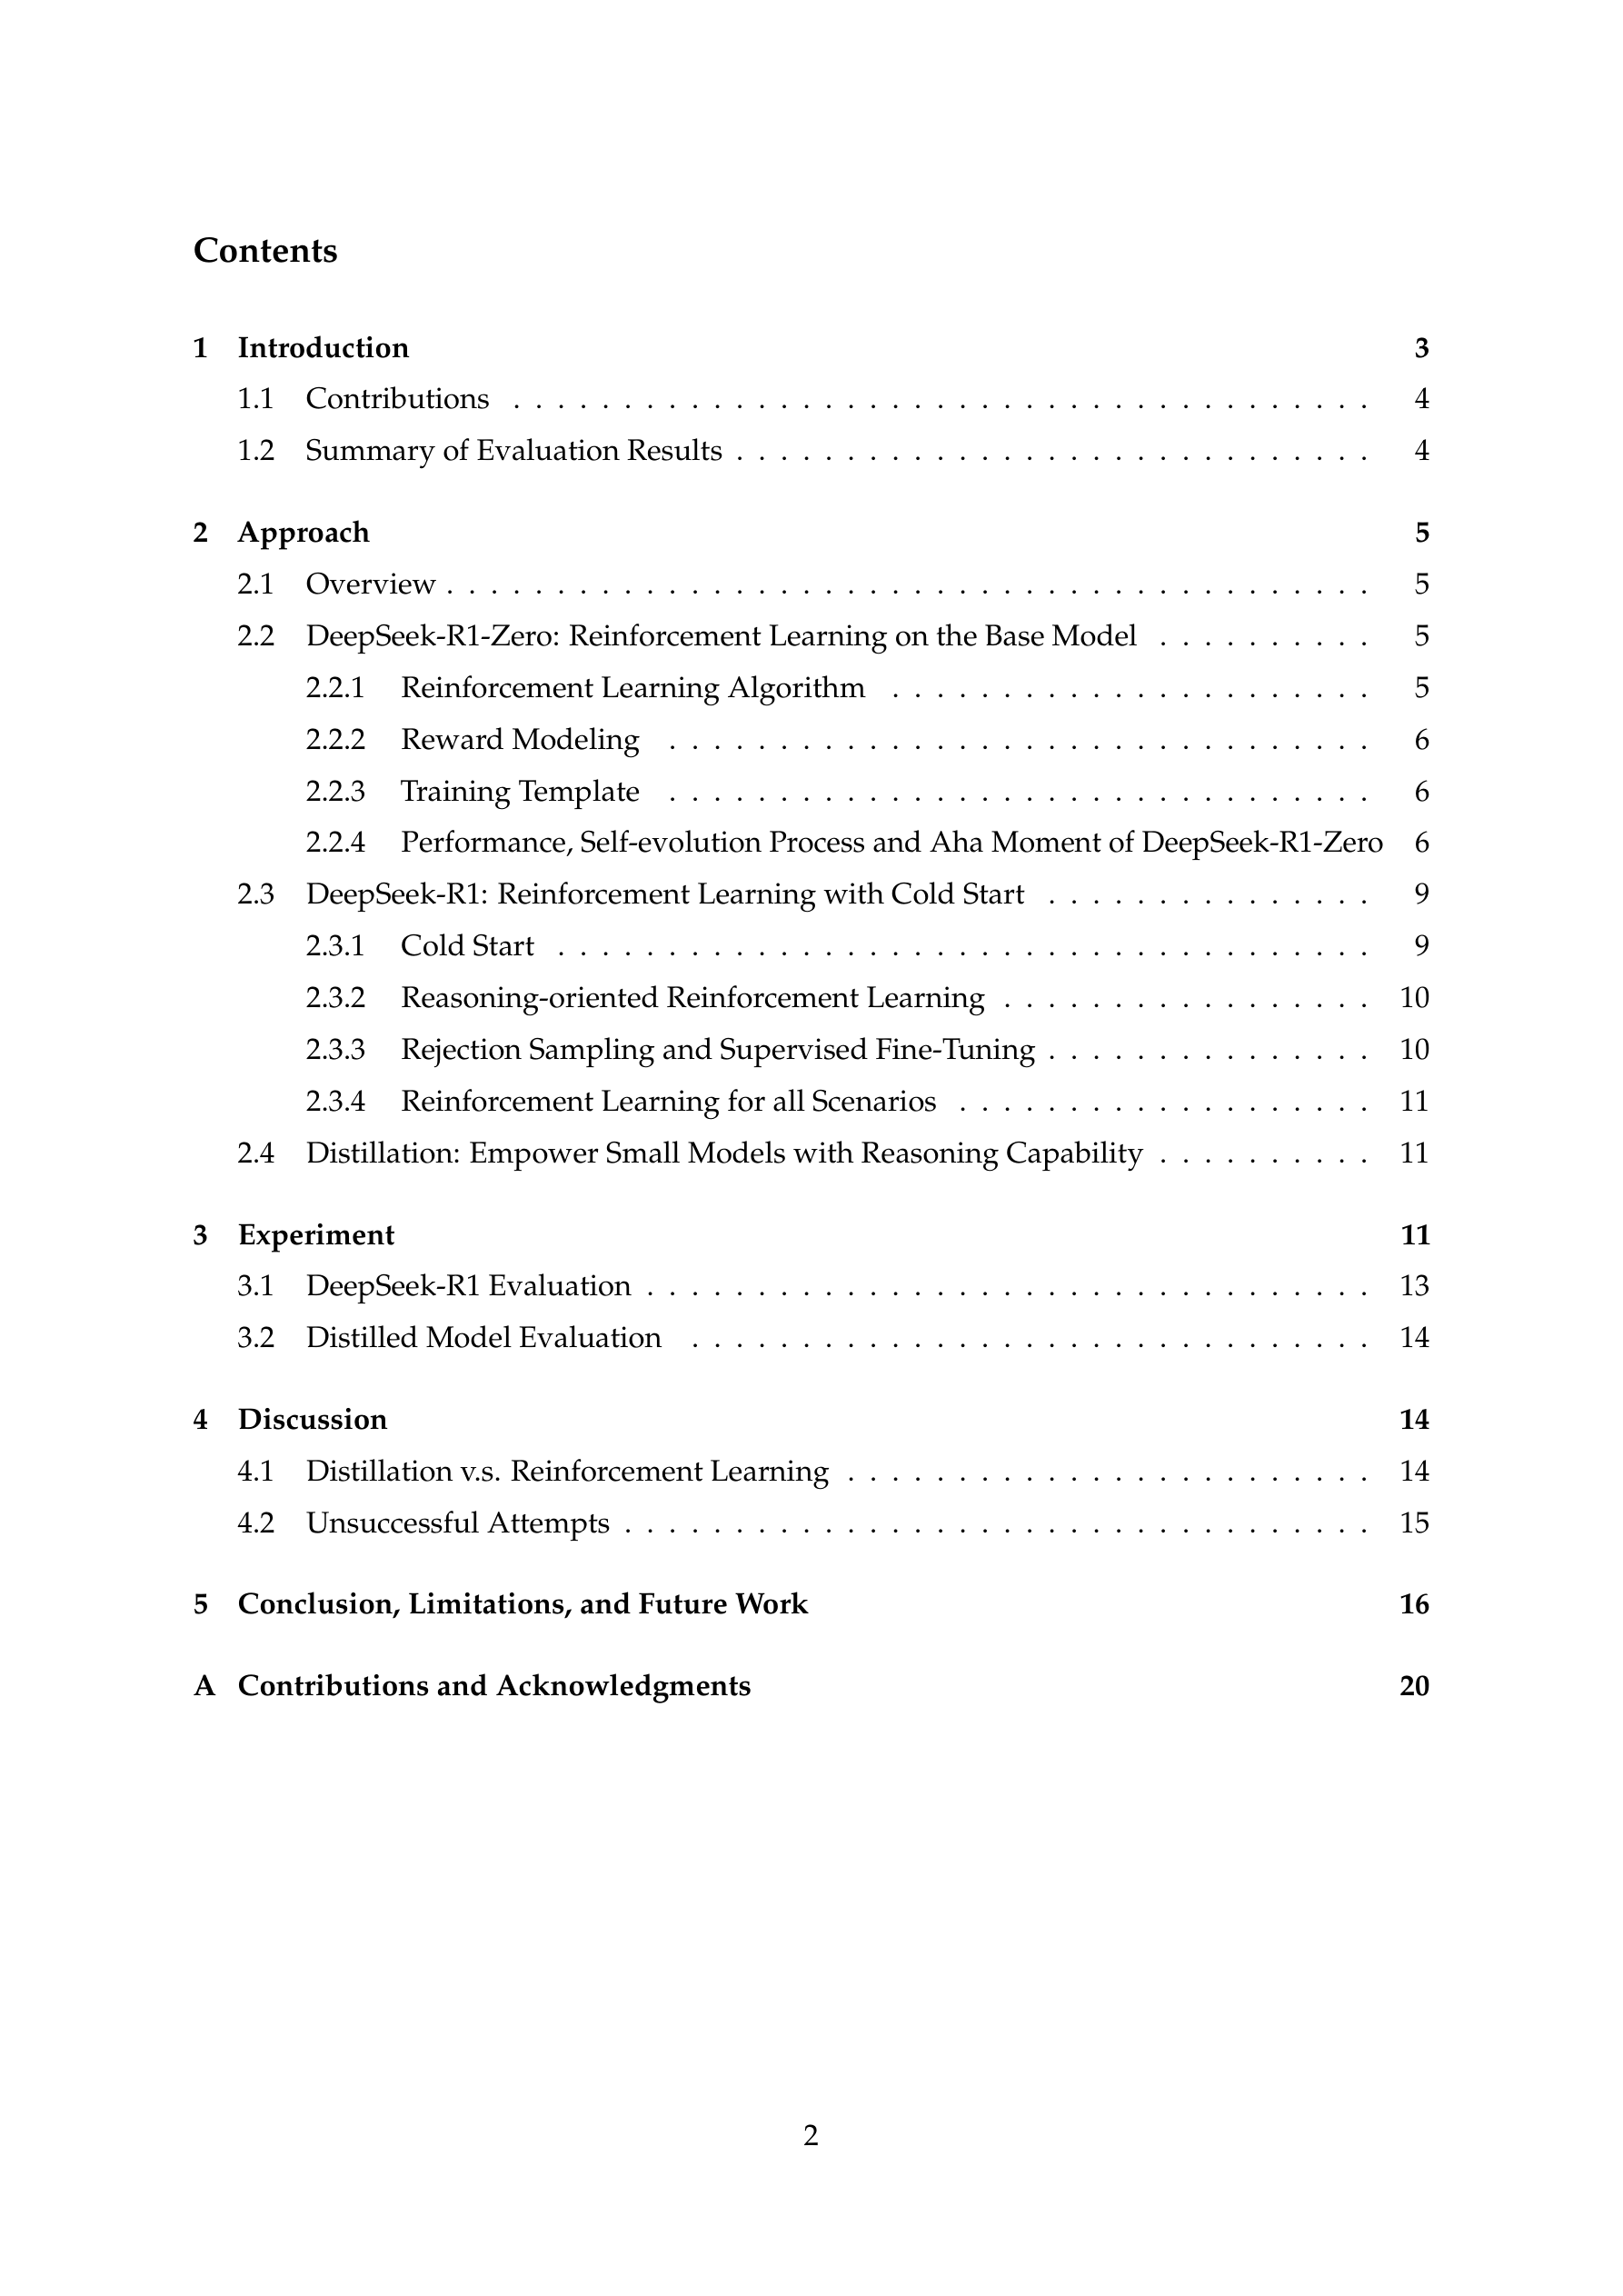 Contents
1 Introduction 3
1.1 Contributions . . . . . . . . . . . . . . . . . . . . . . . . . . . . . . . . . . . . . . . 4
1.2 Summary of Evaluation Results . . . . . . . . . . . . . . . . . . . . . . . . . . . . . 4
2 Approach 5
2.1 Overview . . . . . . . . . . . . . . . . . . . . . . . . . . . . . . . . . . . . . . . . . . 5
2.2 DeepSeek-R1-Zero: Reinforcement Learning on the Base Model . . . . . . . . . . 5
2.2.1 Reinforcement Learning Algorithm . . . . . . . . . . . . . . . . . . . . . . 5
2.2.2 Reward Modeling . . . . . . . . . . . . . . . . . . . . . . . . . . . . . . . . 6
2.2.3 Training Template . . . . . . . . . . . . . . . . . . . . . . . . . . . . . . . . 6
2.2.4 Performance, Self-evolution Process and Aha Moment of DeepSeek-R1-Zero 6
2.3 DeepSeek-R1: Reinforcement Learning with Cold Start . . . . . . . . . . . . . . . 9
2.3.1 Cold Start . . . . . . . . . . . . . . . . . . . . . . . . . . . . . . . . . . . . . 9
2.3.2 Reasoning-oriented Reinforcement Learning . . . . . . . . . . . . . . . . . 10
2.3.3 Rejection Sampling and Supervised Fine-Tuning . . . . . . . . . . . . . . . 10
2.3.4 Reinforcement Learning for all Scenarios . . . . . . . . . . . . . . . . . . . 11
2.4 Distillation: Empower Small Models with Reasoning Capability . . . . . . . . . . 11
3 Experiment 11
3.1 DeepSeek-R1 Evaluation . . . . . . . . . . . . . . . . . . . . . . . . . . . . . . . . . 13
3.2 Distilled Model Evaluation . . . . . . . . . . . . . . . . . . . . . . . . . . . . . . . 14
4 Discussion 14
4.1 Distillation v.s. Reinforcement Learning . . . . . . . . . . . . . . . . . . . . . . . . 14
4.2 Unsuccessful Attempts . . . . . . . . . . . . . . . . . . . . . . . . . . . . . . . . . . 15
5 Conclusion, Limitations, and Future Work 16
A Contributions and Acknowledgments 20
2